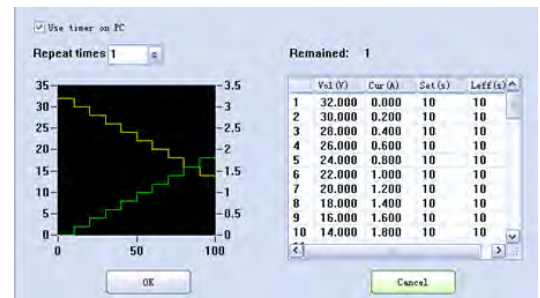 Use timer on PC
Repeat times 1
Remained: 1
35 3.5
30 3
25 2.5
20 2
15 1.5
10 1
5 0.5
0 0
0 50 100
Vol(V) Cur(A) Set(s) Leff(s)
1 32.000 0.000 10 10
2 30.000 0.200 10 10
3 28.000 0.400 10 10
4 26.000 0.600 10 10
5 24.000 0.800 10 10
6 22.000 1.000 10 10
7 20.000 1.200 10 10
8 18.000 1.400 10 10
9 16.000 1.600 10 10
10 14.000 1.800 10 10
OK
Cancel